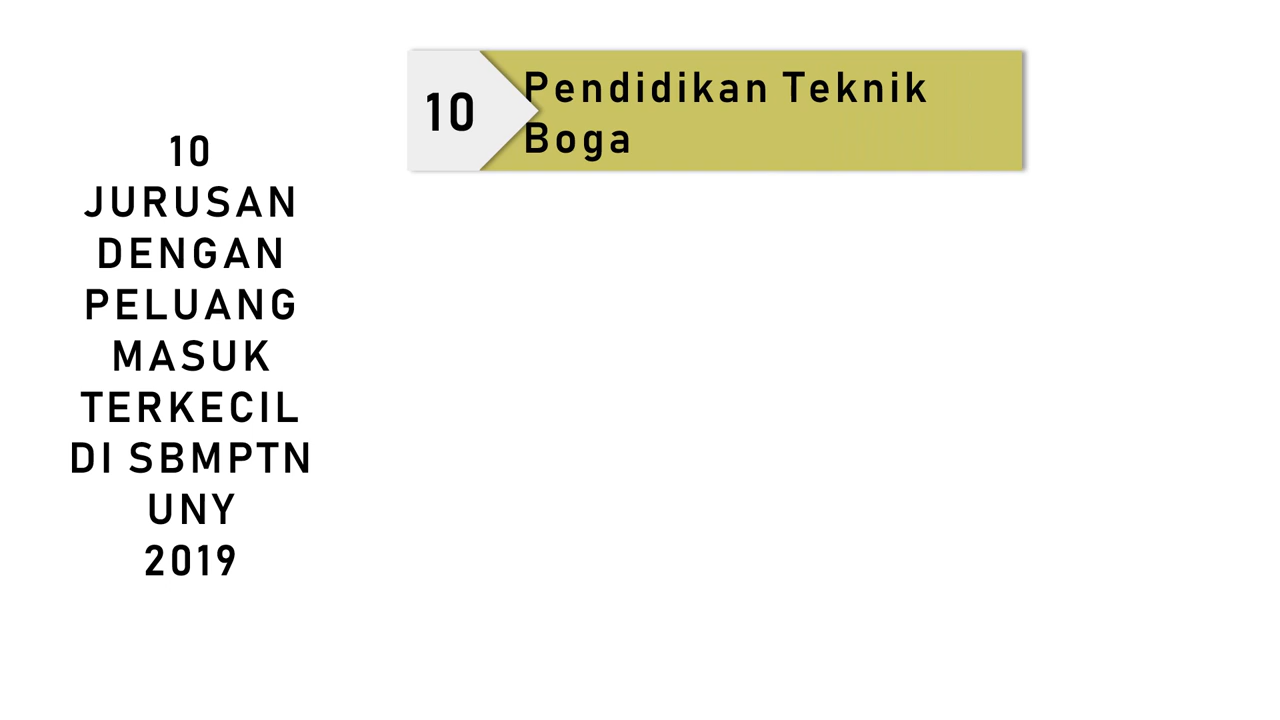 10
JURUSAN
DENGAN
PELUANG
MASUK
TERKECIL
DI SBMPTN
UNY
2019
10
Pendidikan Teknik
Boga